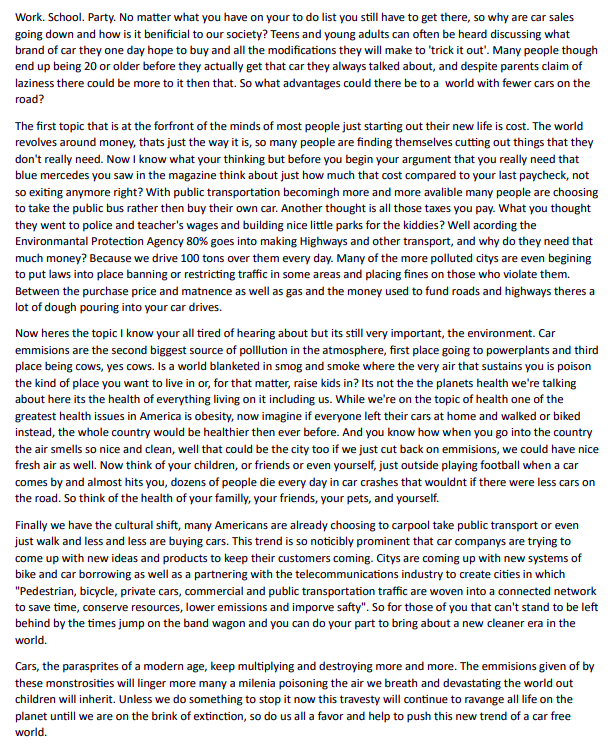 Work. School. Party. No matter what you have on your to do list you still have to get there, so why are car sales
going down and how is it benificial to our society? Teens and young adults can often be heard discussing what
brand of car they one day hope to buy and all the modifications they will make to 'trick it out'. Many people though
end up being 20 or older before they actually get that car they always talked about, and despite parents claim of
laziness there could be more to it then that. So what advantages could there be to a  world with fewer cars on the
road?
The first topic that is at the forfront of the minds of most people just starting out their new life is cost. The world
revolves around money, thats just the way it is, so many people are finding themselves cutting out things that they
don't really need. Now I know what your thinking but before you begin your argument that you really need that
blue mercedes you saw in the magazine think about just how much that cost compared to your last paycheck, not
so exiting anymore right? With public transportation becomingh more and more avalible many people are choosing
to take the public bus rather then buy their own car. Another thought is all those taxes you pay. What you thought
they went to police and teacher's wages and building nice little parks for the kiddies? Well acording the
Environmantal Protection Agency 80% goes into making Highways and other transport, and why do they need that
much money? Because we drive 100 tons over them every day. Many of the more polluted citys are even begining
to put laws into place banning or restricting traffic in some areas and placing fines on those who violate them.
Between the purchase price and matnence as well as gas and the money used to fund roads and highways theres a
lot of dough pouring into your car drives.
Now heres the topic I know your all tired of hearing about but its still very important, the environment. Car
emmisions are the second biggest source of polllution in the atmosphere, first place going to powerplants and third
place being cows, yes cows. Is a world blanketed in smog and smoke where the very air that sustains you is poison
the kind of place you want to live in or, for that matter, raise kids in? Its not the the planets health we're talking
about here its the health of everything living on it including us. While we're on the topic of health one of the
greatest health issues in America is obesity, now imagine if everyone left their cars at home and walked or biked
instead, the whole country would be healthier then ever before. And you know how when you go into the country
the air smells so nice and clean, well that could be the city too if we just cut back on emmisions, we could have nice
fresh air as well. Now think of your children, or friends or even yourself, just outside playing football when a car
comes by and almost hits you, dozens of people die every day in car crashes that wouldnt if there were less cars on
the road. So think of the health of your familly, your friends, your pets, and yourself.
Finally we have the cultural shift, many Americans are already choosing to carpool take public transport or even
just walk and less and less are buying cars. This trend is so noticibly prominent that car companys are trying to
come up with new ideas and products to keep their customers coming. Citys are coming up with new systems of
bike and car borrowing as well as a partnering with the telecommunications industry to create cities in which
"Pedestrian, bicycle, private cars, commercial and public transportation traffic are woven into a connected network
to save time, conserve resources, lower emissions and imporve safty". So for those of you that can't stand to be left
behind by the times jump on the band wagon and you can do your part to bring about a new cleaner era in the
world.
Cars, the parasprites of a modern age, keep multiplying and destroying more and more. The emmisions given of by
these monstrosities will linger more many a milenia poisoning the air we breath and devastating the world out
children will inherit. Unless we do something to stop it now this travesty will continue to ravange all life on the
planet untill we are on the brink of extinction, so do us all a favor and help to push this new trend of a car free
world.